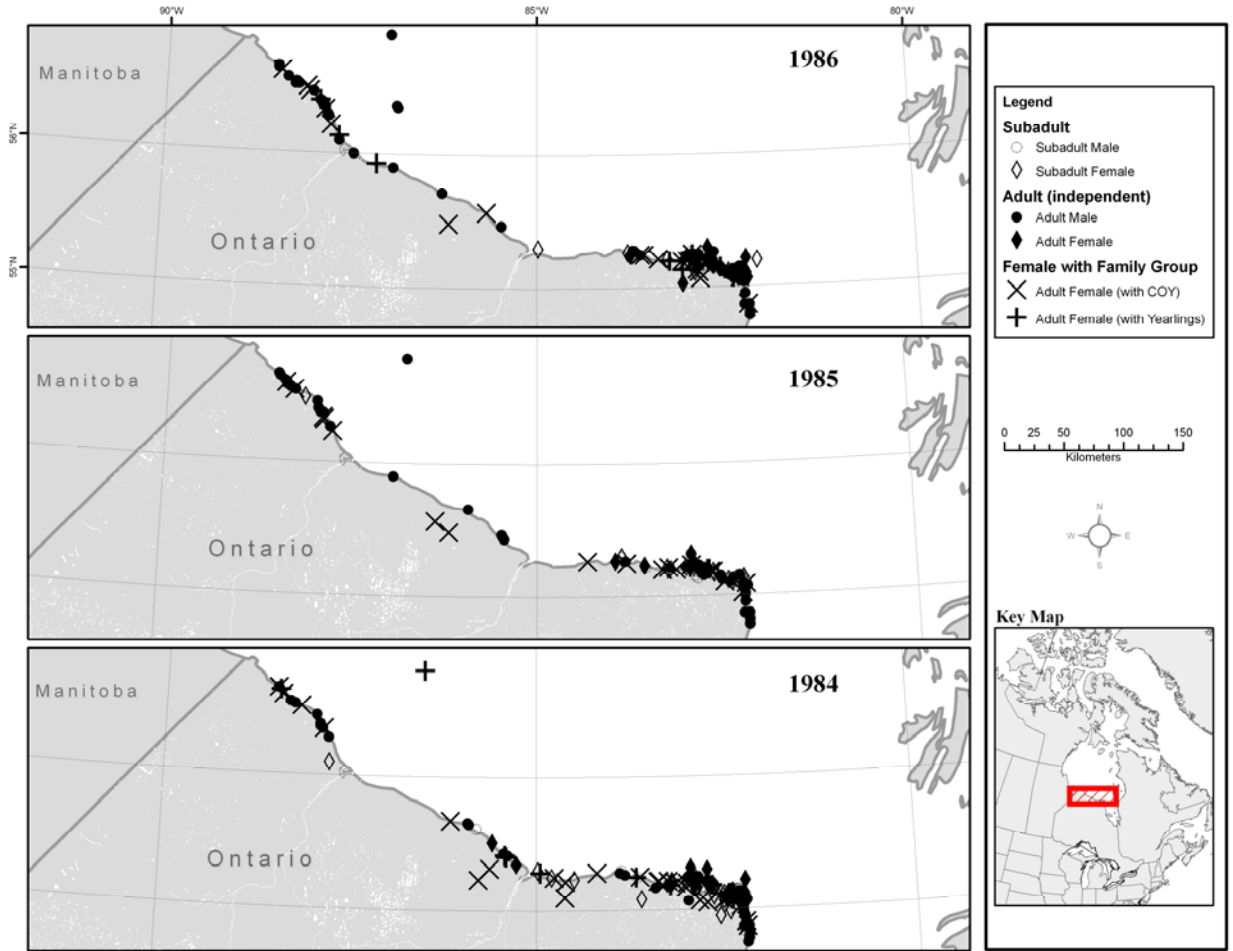 90°W
85°W
80°W
Manitoba
1986
56°N
Ontario
55°N
Manitoba
1985
Ontario
Manitoba
1984
Ontario
Legend
Subadult
Subadult Male
Subadult Female
Adult (independent)
Adult Male
Adult Female
Female with Family Group
Adult Female (with COY)
Adult Female (with Yearlings)
0 25 50 100 150
Kilometers
N
W E
S
Key Map